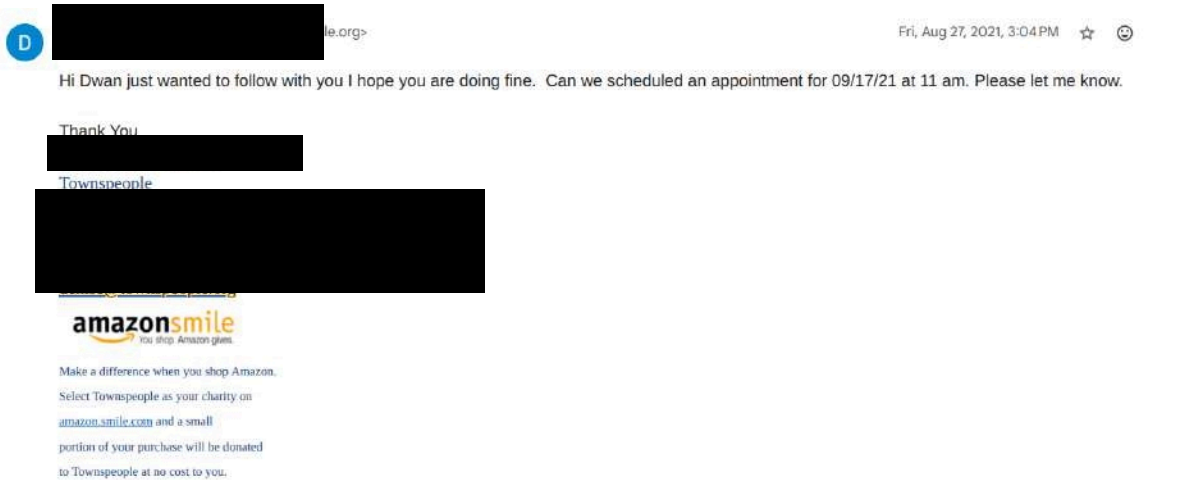 D
le.org>
Fri, Aug 27, 2021, 3:04 PM
Hi Dwan just wanted to follow with you I hope you are doing fine. Can we scheduled an appointment for 09/17/21 at 11 am. Please let me know.
Thank You
Townspeople
amazonsmile
You shop. Amazon gives.
Make a difference when you shop Amazon.
Select Townspeople as your charity on
amazon.smile.com and a small
portion of your purchase will be donated
to Townspeople at no cost to you.